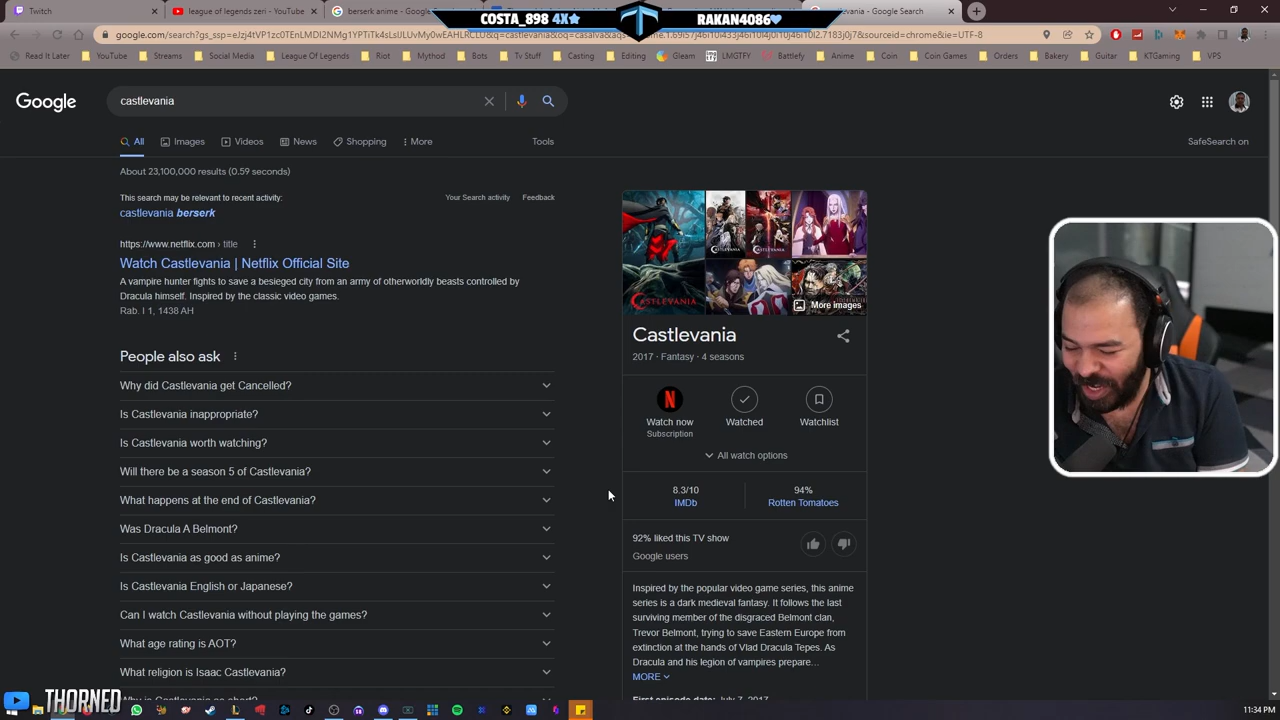 Twitch
league of legends zeri - YouTube
berserk anime - Google
- Google Search
COSTA_898 4X
RAKAN4086
Read It Later
YouTube
Streams
Social Media
League Of Legends
Riot
Mythod
Bots
Tv Stuff
Casting
Editing
Gleam
LMGTFY
Battlefy
Anime
Coin
Coin Games
Orders
Bakery
Guitar
KTGaming
VPS
Google
castlevania
All
Images
Videos
News
Shopping
More
Tools
SafeSearch on
About 23,100,000 results (0.59 seconds)
This search may be relevant to recent activity:
Your Search activity
Feedback
castlevania berserk
https://www.netflix.com › title
Watch Castlevania | Netflix Official Site
A vampire hunter fights to save a besieged city from an army of otherworldly beasts controlled by
Dracula himself. Inspired by the classic video games.
Rab. I 1, 1438 AH
People also ask
Why did Castlevania get Cancelled?
Is Castlevania inappropriate?
Is Castlevania worth watching?
Will there be a season 5 of Castlevania?
What happens at the end of Castlevania?
Was Dracula A Belmont?
Is Castlevania as good as anime?
Is Castlevania English or Japanese?
Can I watch Castlevania without playing the games?
What age rating is AOT?
What religion is Isaac Castlevania?
CASTLEVANIA
More images
Castlevania
2017 · Fantasy · 4 seasons
Watch now
Subscription
Watched
Watchlist
All watch options
8.3/10
IMDb
94%
Rotten Tomatoes
92% liked this TV show
Google users
Inspired by the popular video game series, this anime
series is a dark medieval fantasy. It follows the last
surviving member of the disgraced Belmont clan,
Trevor Belmont, trying to save Eastern Europe from
extinction at the hands of Vlad Dracula Tepes. As
Dracula and his legion of vampires prepare…
MORE
First episode date: July 7, 2017
THORNED
11:34 PM